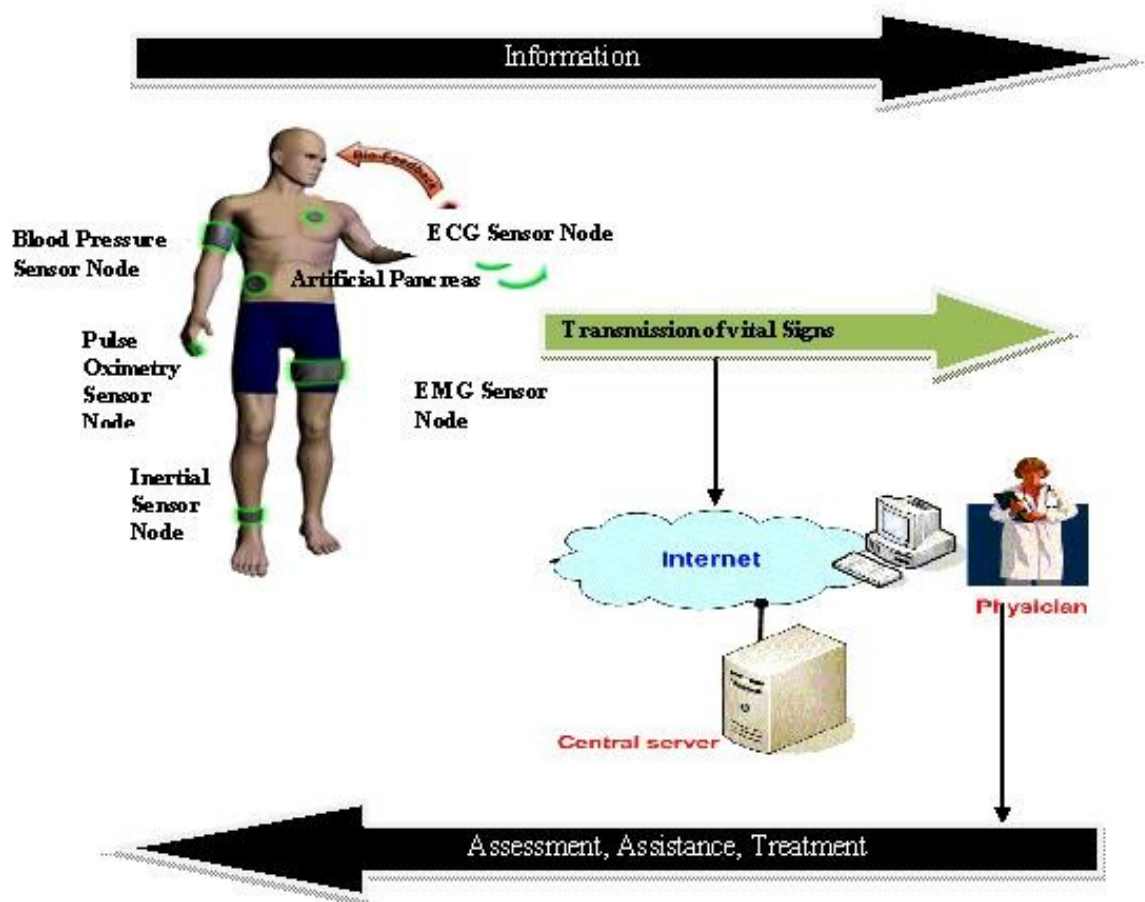 Information
Bio-Feedback
ECG Sensor Node
Blood Pressure
Sensor Node
Artificial Pancreas
Transmission of vital Signs
Pulse
Oximetry
Sensor
Node
EMG Sensor
Node
Inertial
Sensor
Node
Internet
Physician
Central server
Assessment, Assistance, Treatment